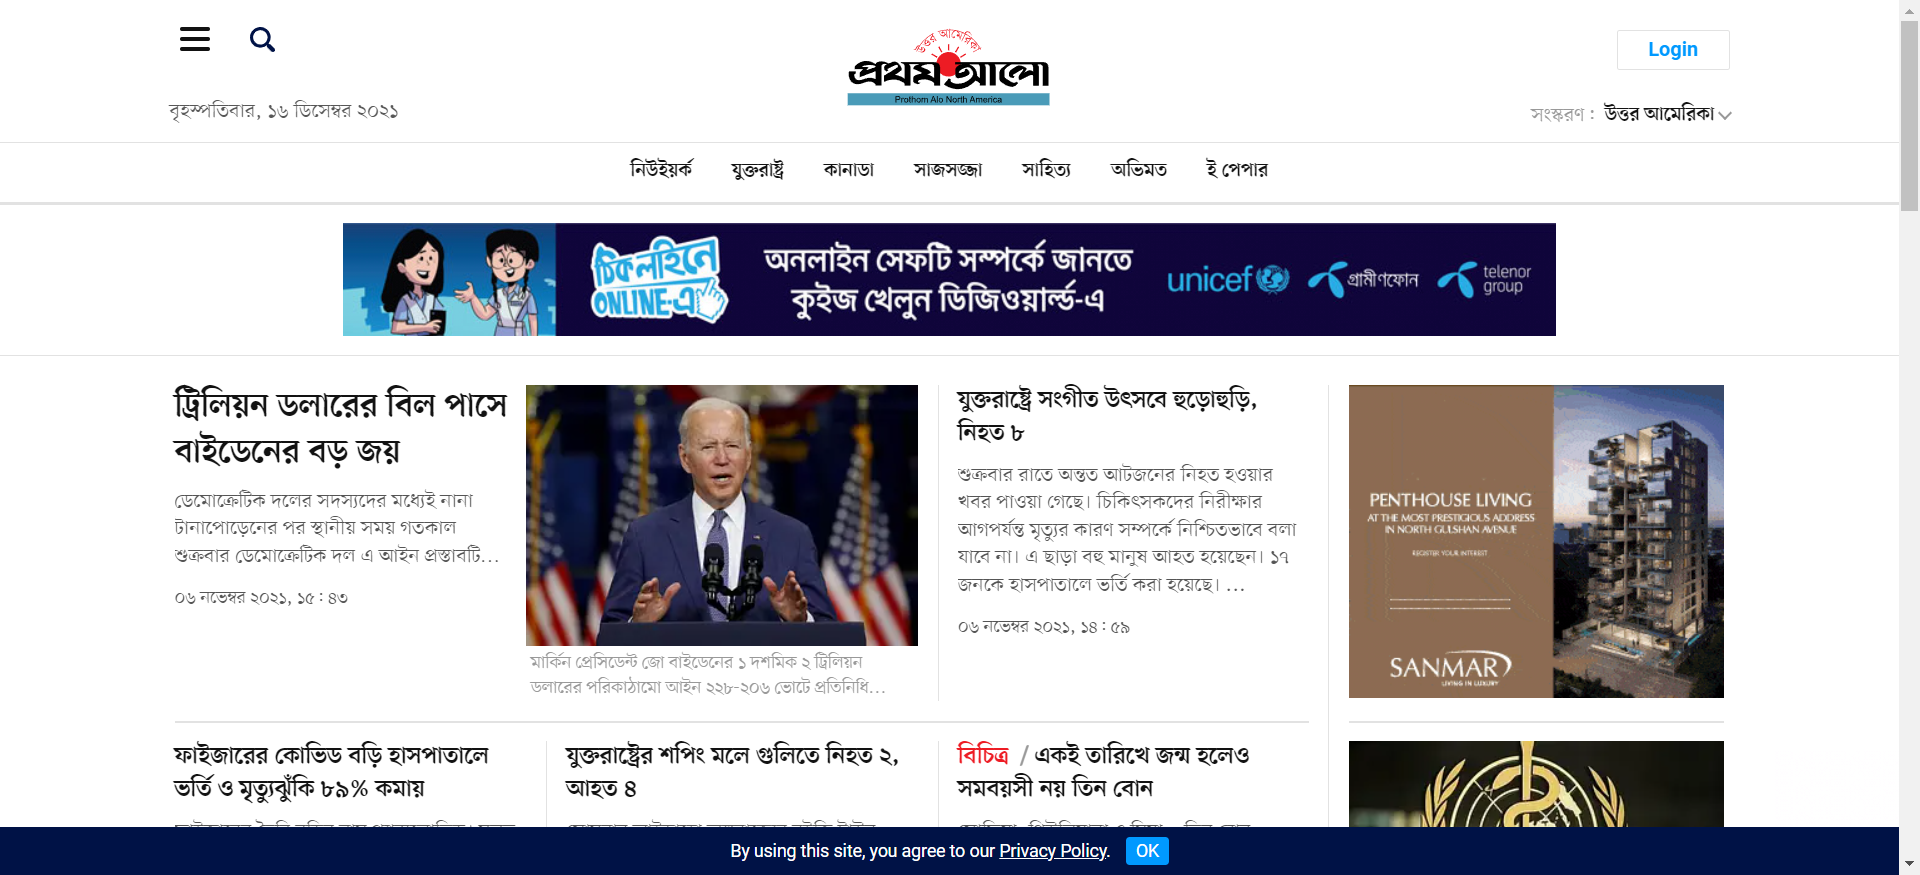 উত্তর আমেরিকা
প্রথম আলো
Prothom Alo North America
Login
বৃহস্পতিবার, ১৬ ডিসেম্বর ২০২১
সংস্করণ : উত্তর আমেরিকা
নিউইয়র্ক যুক্তরাষ্ট্র কানাডা সাজসজ্জা সাহিত্য অভিমত ই পেপার
ঠিক লাইনে
ONLINE-এ
অনলাইন সেফটি সম্পর্কে জানতে
কুইজ খেলুন ডিজিওয়ার্ল্ড-এ
unicef গ্রামীণফোন telenor group
ট্রিলিয়ন ডলারের বিল পাসে
বাইডেনের বড় জয়
ডেমোক্রেটিক দলের সদস্যদের মধ্যেই নানা
টানাপোড়েনের পর স্থানীয় সময় গতকাল
শুক্রবার ডেমোক্রেটিক দল এ আইন প্রস্তাবটি...
০৬ নভেম্বর ২০২১, ১৫ : ৪৩
মার্কিন প্রেসিডেন্ট জো বাইডেনের ১ দশমিক ২ ট্রিলিয়ন
ডলারের পরিকাঠামো আইন ২২৮-২০৬ ভোটে প্রতিনিধি...
যুক্তরাষ্ট্রে সংগীত উৎসবে হুড়োহুড়ি,
নিহত ৮
শুক্রবার রাতে অন্তত আটজনের নিহত হওয়ার
খবর পাওয়া গেছে। চিকিৎসকদের নিরীক্ষার
আগপর্যন্ত মৃত্যুর কারণ সম্পর্কে নিশ্চিতভাবে বলা
যাবে না। এ ছাড়া বহু মানুষ আহত হয়েছেন। ১৭
জনকে হাসপাতালে ভর্তি করা হয়েছে। ...
০৬ নভেম্বর ২০২১, ১৪ : ৫৯
PENTHOUSE LIVING
AT THE MOST PRESTIGIOUS ADDRESS
IN NORTH GULSHAN AVENUE
REGISTER YOUR INTEREST
SANMAR
LIVING IN LUXURY
ফাইজারের কোভিড বড়ি হাসপাতালে
ভর্তি ও মৃত্যুঝুঁকি ৮৯% কমায়
যুক্তরাষ্ট্রের শপিং মলে গুলিতে নিহত ২,
আহত ৪
বিচিত্র / একই তারিখে জন্ম হলেও
সমবয়সী নয় তিন বোন
By using this site, you agree to our Privacy Policy. OK